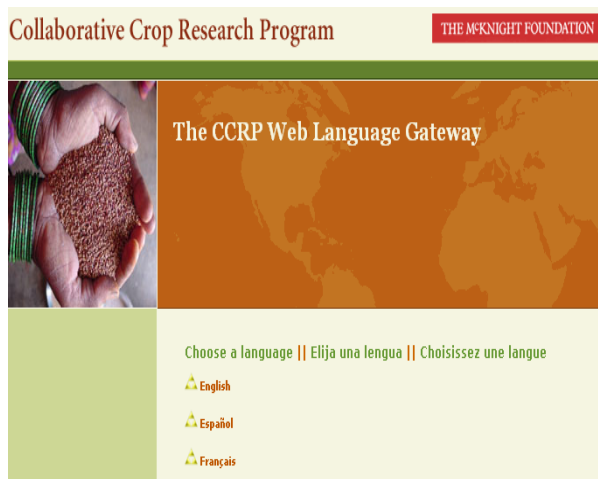 Collaborative Crop Research Program
THE McKNIGHT FOUNDATION
The CCRP Web Language Gateway
Choose a language || Elija una lengua || Choisissez une langue
English
Español
Français